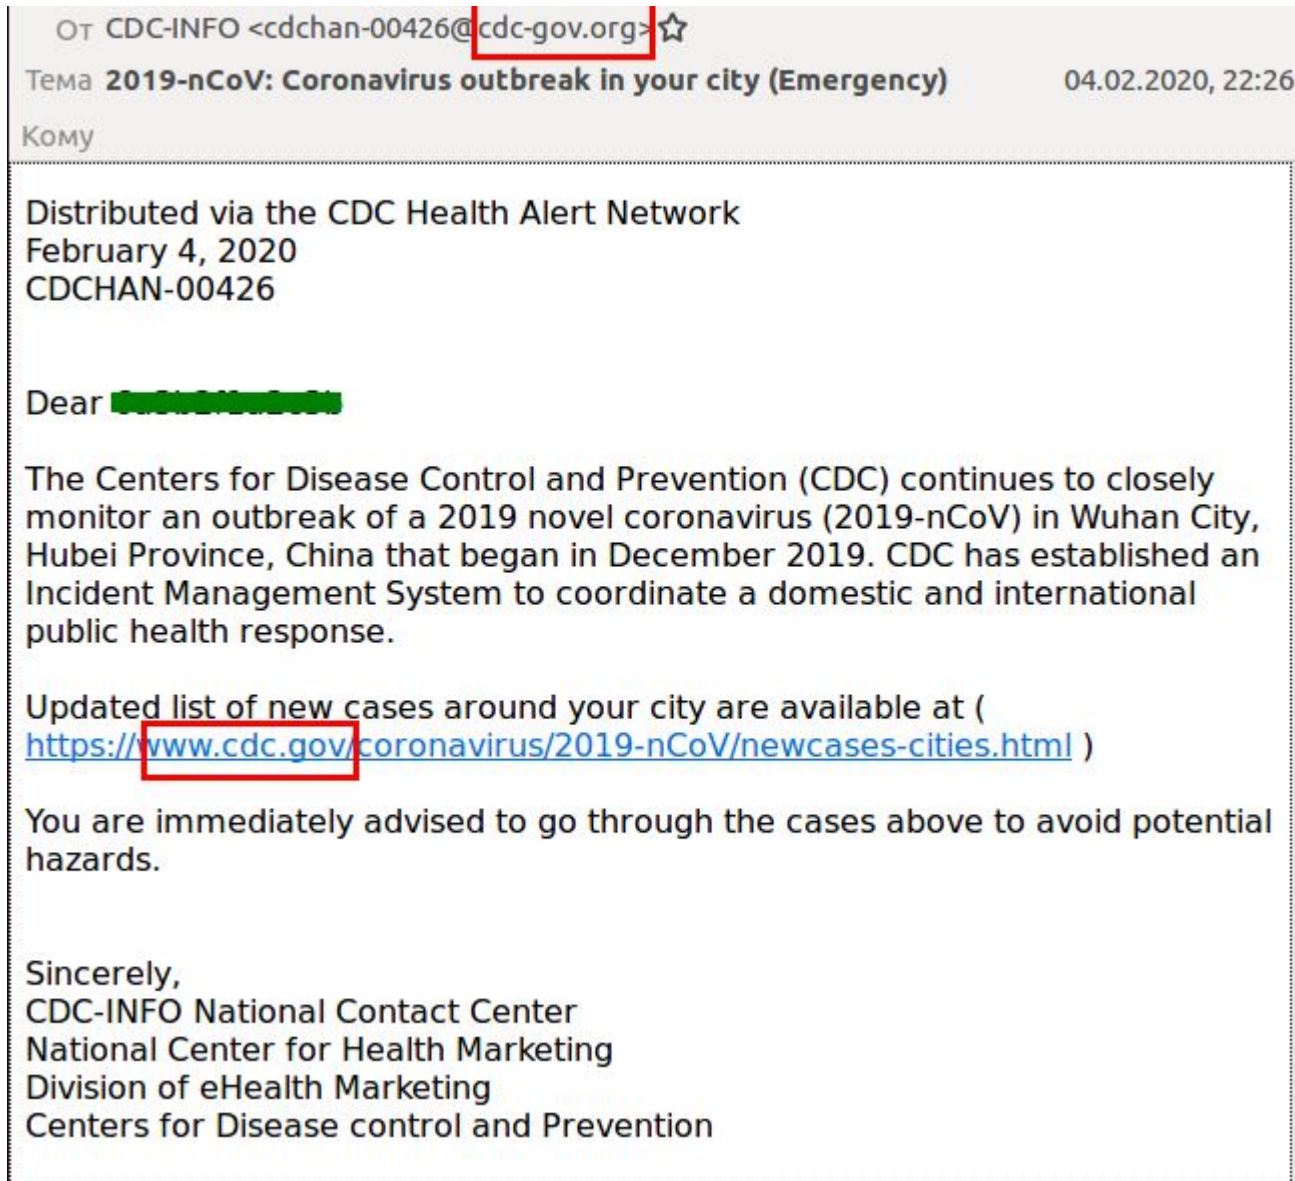 От CDC-INFO <cdchan-00426@cdc-gov.org>
Тема 2019-nCoV: Coronavirus outbreak in your city (Emergency) 04.02.2020, 22:26
Кому
Distributed via the CDC Health Alert Network
February 4, 2020
CDCHAN-00426
Dear
The Centers for Disease Control and Prevention (CDC) continues to closely
monitor an outbreak of a 2019 novel coronavirus (2019-nCoV) in Wuhan City,
Hubei Province, China that began in December 2019. CDC has established an
Incident Management System to coordinate a domestic and international
public health response.
Updated list of new cases around your city are available at (
https://www.cdc.gov/coronavirus/2019-nCoV/newcases-cities.html )
You are immediately advised to go through the cases above to avoid potential
hazards.
Sincerely,
CDC-INFO National Contact Center
National Center for Health Marketing
Division of eHealth Marketing
Centers for Disease control and Prevention